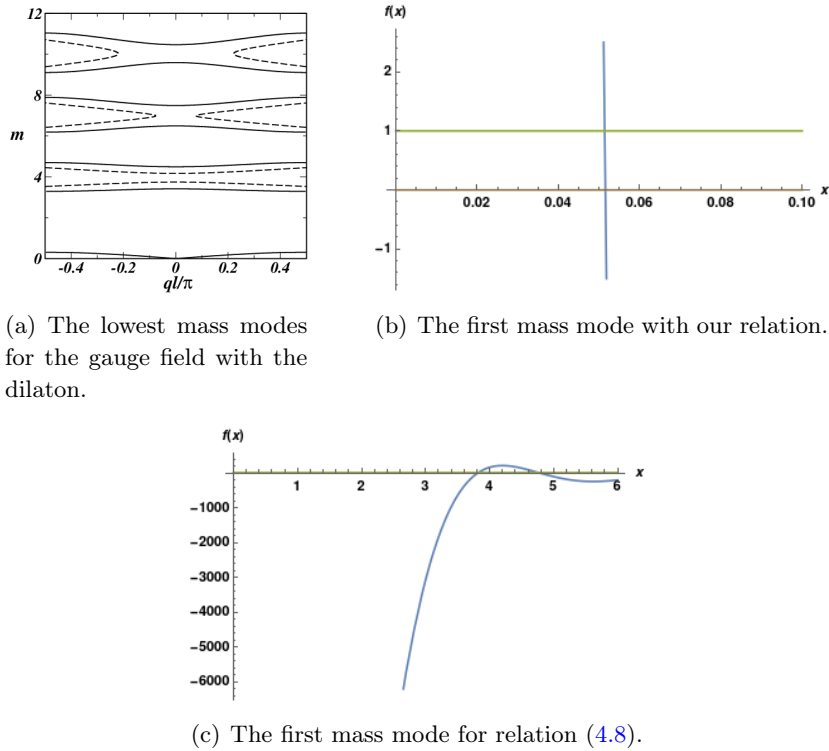 12
8
m
4
0
-0.4 -0.2 0 0.2 0.4
ql/π
(a) The lowest mass modes
for the gauge field with the
dilaton.
f(x)
2
1
0.02 0.04 0.06 0.08 0.10 x
−1
(b) The first mass mode with our relation.
f(x)
1 2 3 4 5 6 x
−1000
−2000
−3000
−4000
−5000
−6000
(c) The first mass mode for relation (4.8).